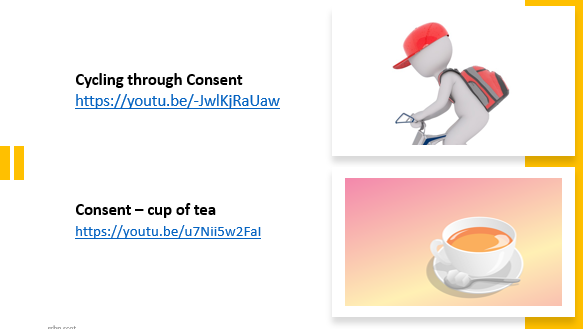 Cycling through Consent
https://youtu.be/-JwlKjRaUaw
Consent – cup of tea
https://youtu.be/u7Nii5w2FaI